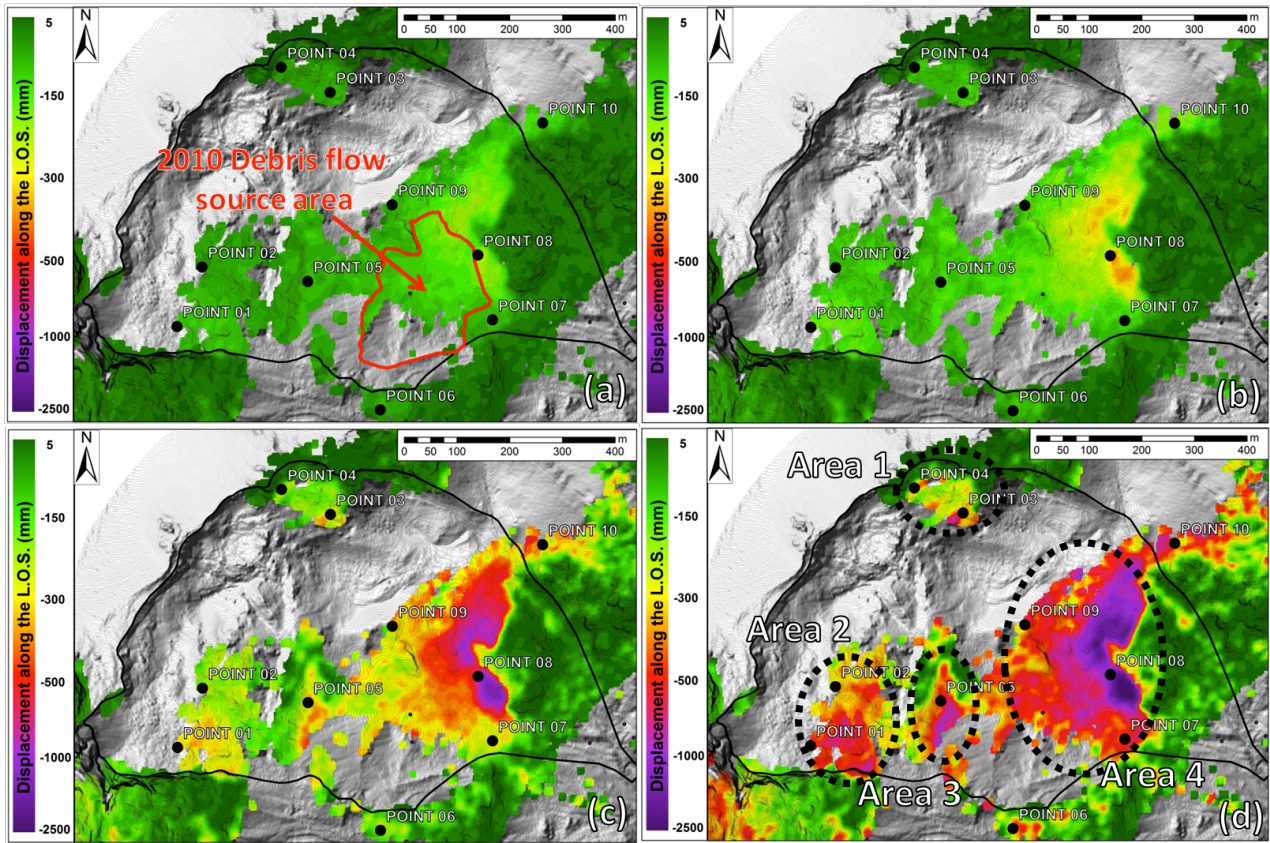 5
-150
-300
-500
-1000
-2500
Displacement along the L.O.S. (mm)
N
0 50 100 200 300 400
m
POINT 04
POINT 03
POINT 10
2010 Debris flow
source area
POINT 09
POINT 02
POINT 08
POINT 05
POINT 07
POINT 01
POINT 06
(a)
5
-150
-300
-500
-1000
-2500
Displacement along the L.O.S. (mm)
N
0 50 100 200 300 400
m
POINT 04
POINT 03
POINT 10
POINT 09
POINT 02
POINT 08
POINT 05
POINT 07
POINT 01
POINT 06
(b)
5
-150
-300
-500
-1000
-2500
Displacement along the L.O.S. (mm)
N
0 50 100 200 300 400
m
POINT 04
POINT 03
POINT 10
POINT 09
POINT 02
POINT 08
POINT 05
POINT 07
POINT 01
POINT 06
(c)
5
-150
-300
-500
-1000
-2500
Displacement along the L.O.S. (mm)
N
0 50 100 200 300 400
m
Area 1
POINT 04
POINT 03
POINT 10
POINT 09
Area 2
POINT 02
POINT 08
POINT 05
POINT 07
POINT 01
Area 4
Area 3
POINT 06
(d)